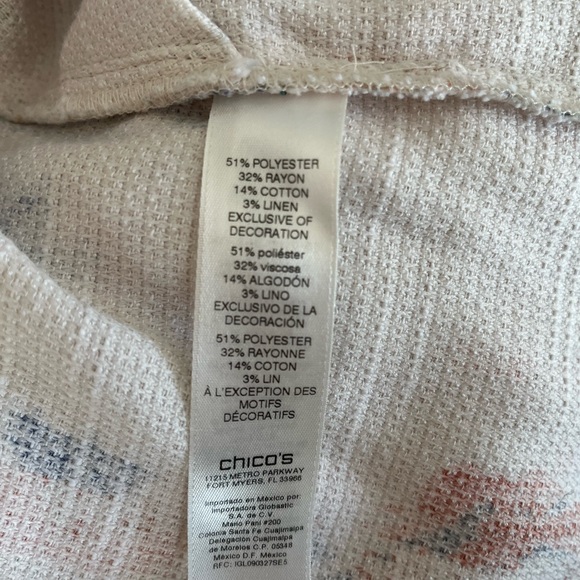 51% POLYESTER
32% RAYON
14% COTTON
3% LINEN
EXCLUSIVE OF
DECORATION
51% poliéster
32% viscosa
14% ALGODÓN
3% LINO
EXCLUSIVO DE LA
DECORACIÓN
51% POLYESTER
32% RAYONNE
14% COTON
3% LIN
À L'EXCEPTION DES
MOTIFS
DÉCORATIFS
chico's
11215 METRO PARKWAY
FORT MYERS, FL 33966
Importado en México por:
Importadora Globastic
S.A. de C.V.
Mario Pani #200
Colonia Santa Fe Cuajimalpa
Delegación Cuajimalpa
de Morelos C.P. 05348
México D.F. México
RFC: IGL090327SE5